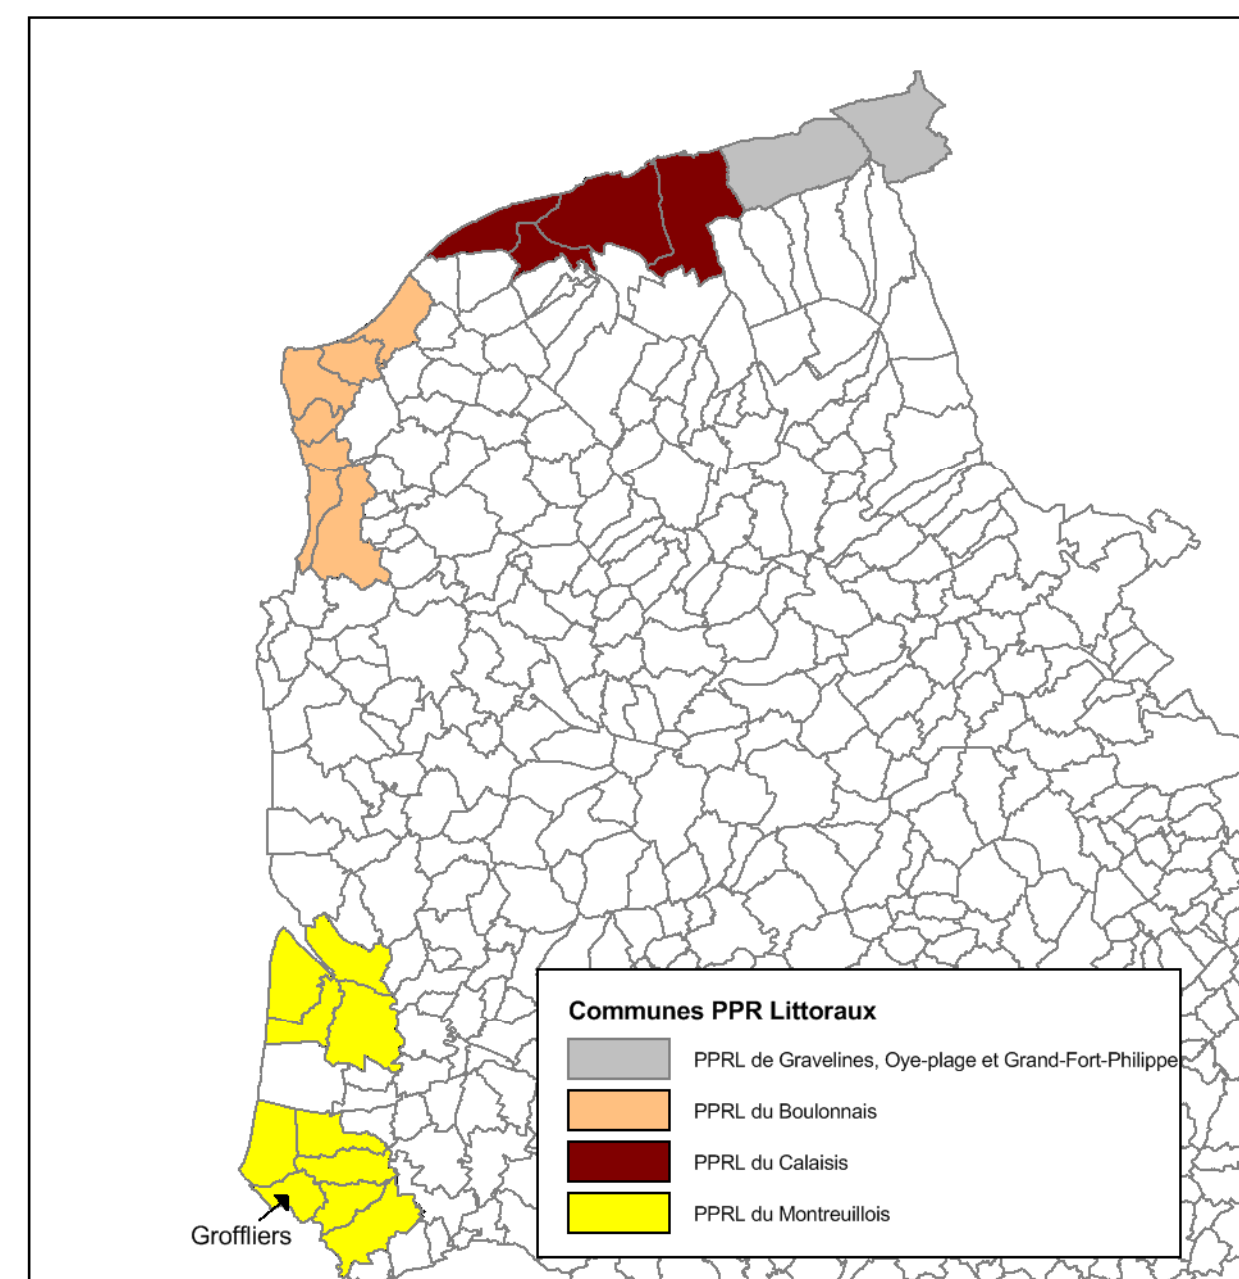 Communes PPR Littoraux
PPRL de Gravelines, Oye-plage et Grand-Fort-Philippe
PPRL du Boulonnais
PPRL du Calaisis
PPRL du Montreuillois
Groffliers